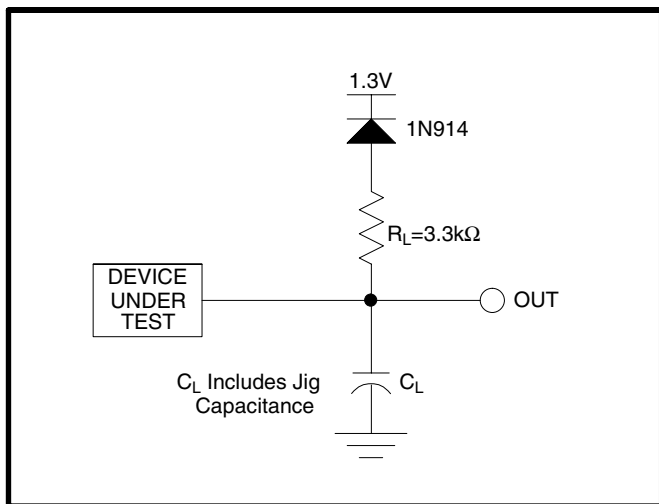 1.3V
1N914
R_L=3.3kΩ
DEVICE
UNDER
TEST
OUT
C_L Includes Jig
Capacitance
C_L